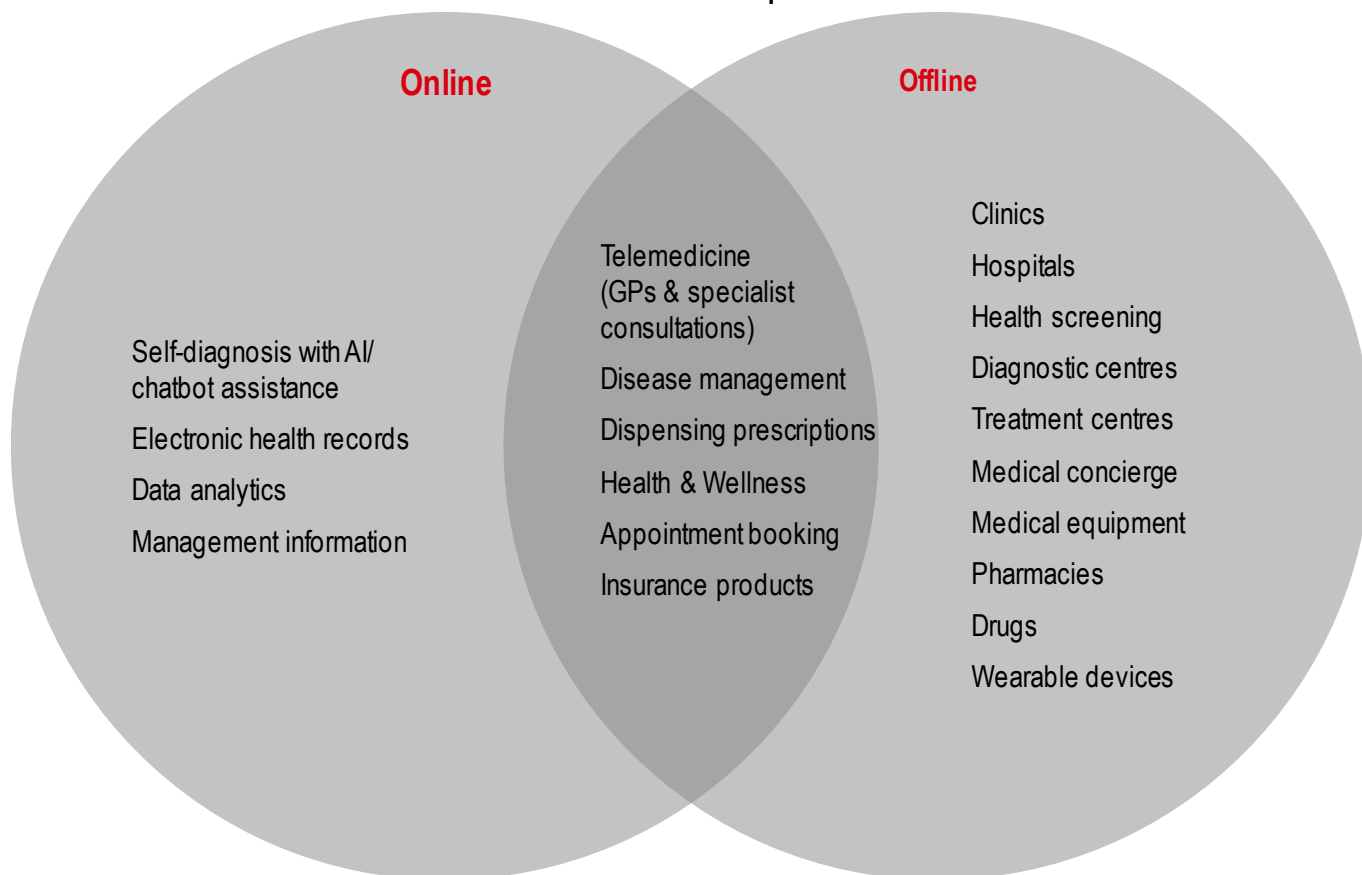 Online
Offline
Self-diagnosis with AI/
chatbot assistance
Electronic health records
Data analytics
Management information
Telemedicine
(GPs & specialist
consultations)
Disease management
Dispensing prescriptions
Health & Wellness
Appointment booking
Insurance products
Clinics
Hospitals
Health screening
Diagnostic centres
Treatment centres
Medical concierge
Medical equipment
Pharmacies
Drugs
Wearable devices